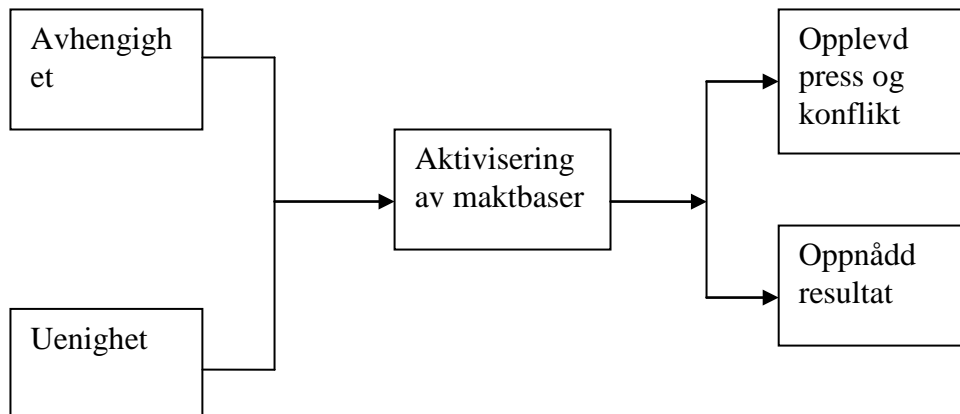 Avhengigh
et
Uenighet
Aktivisering
av maktbaser
Opplevd
press og
konflikt
Oppnådd
resultat